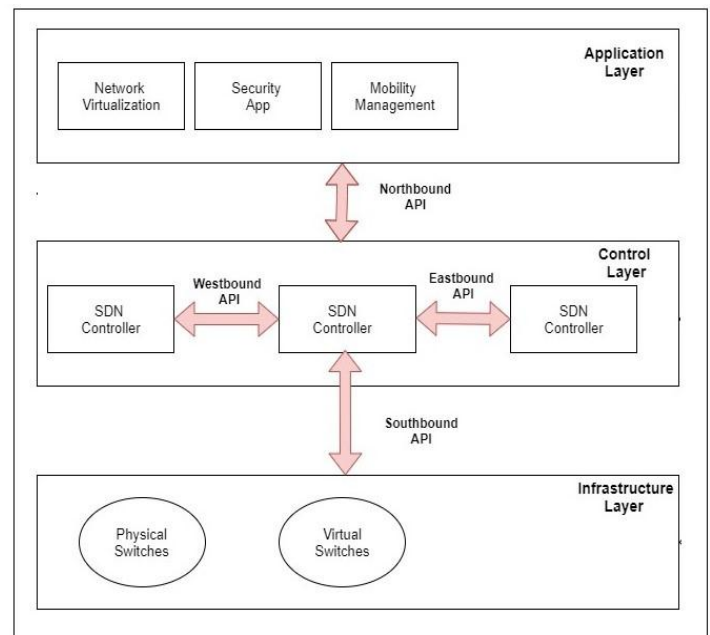 Application
Layer
Network
Virtualization
Security
App
Mobility
Management
Northbound
API
Control
Layer
Westbound
API
Eastbound
API
SDN
Controller
SDN
Controller
SDN
Controller
Southbound
API
Infrastructure
Layer
Physical
Switches
Virtual
Switches